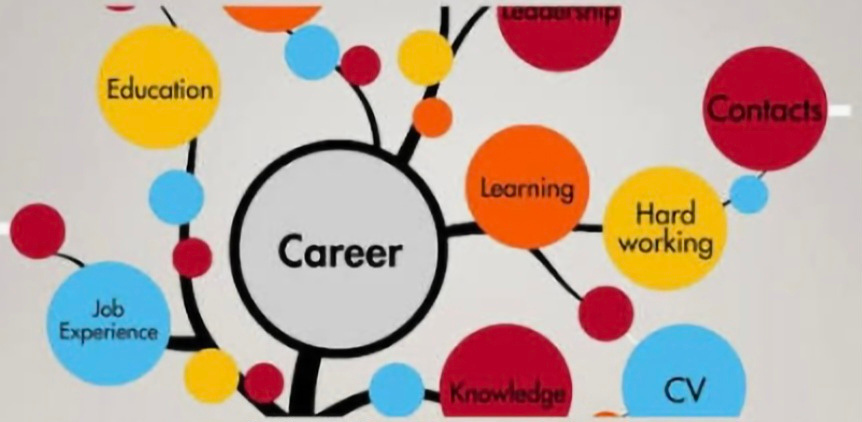 Leadership
Education
Contacts
Learning
Hard
working
Career
Job
Experience
Knowledge
CV